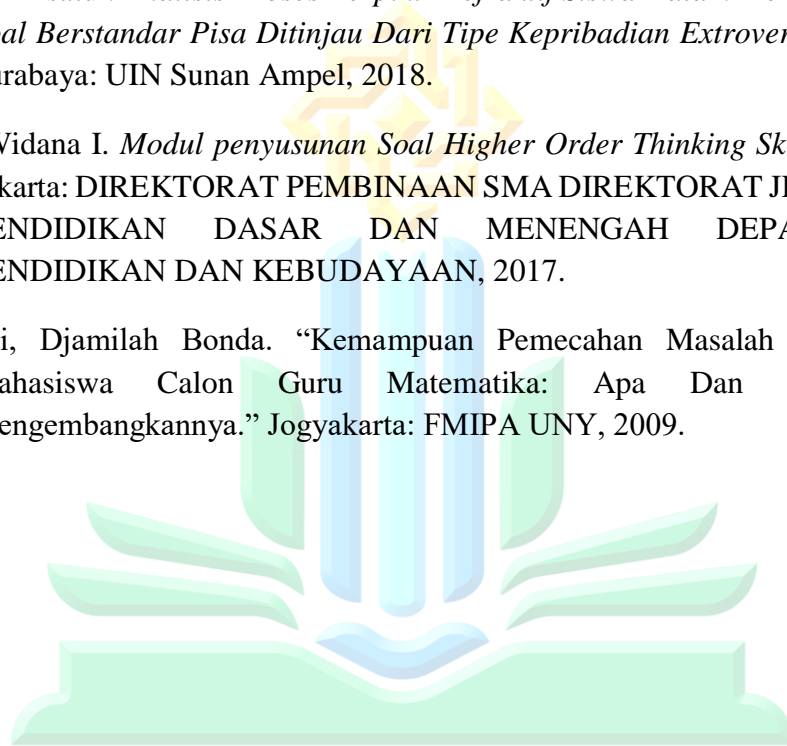 al Berstandar Pisa Ditinjau Dari Tipe Kepribadian Extrover
urabaya: UIN Sunan Ampel, 2018.
Widana I. Modul penyusunan Soal Higher Order Thinking Sk
karta: DIREKTORAT PEMBINAAN SMA DIREKTORAT JE
ENDIDIKAN DASAR DAN MENENGAH DEPA
ENDIDIKAN DAN KEBUDAYAAN, 2017.
i, Djamilah Bonda. “Kemampuan Pemecahan Masalah
ahasiswa Calon Guru Matematika: Apa Dan
engembangkannya.” Jogyakarta: FMIPA UNY, 2009.